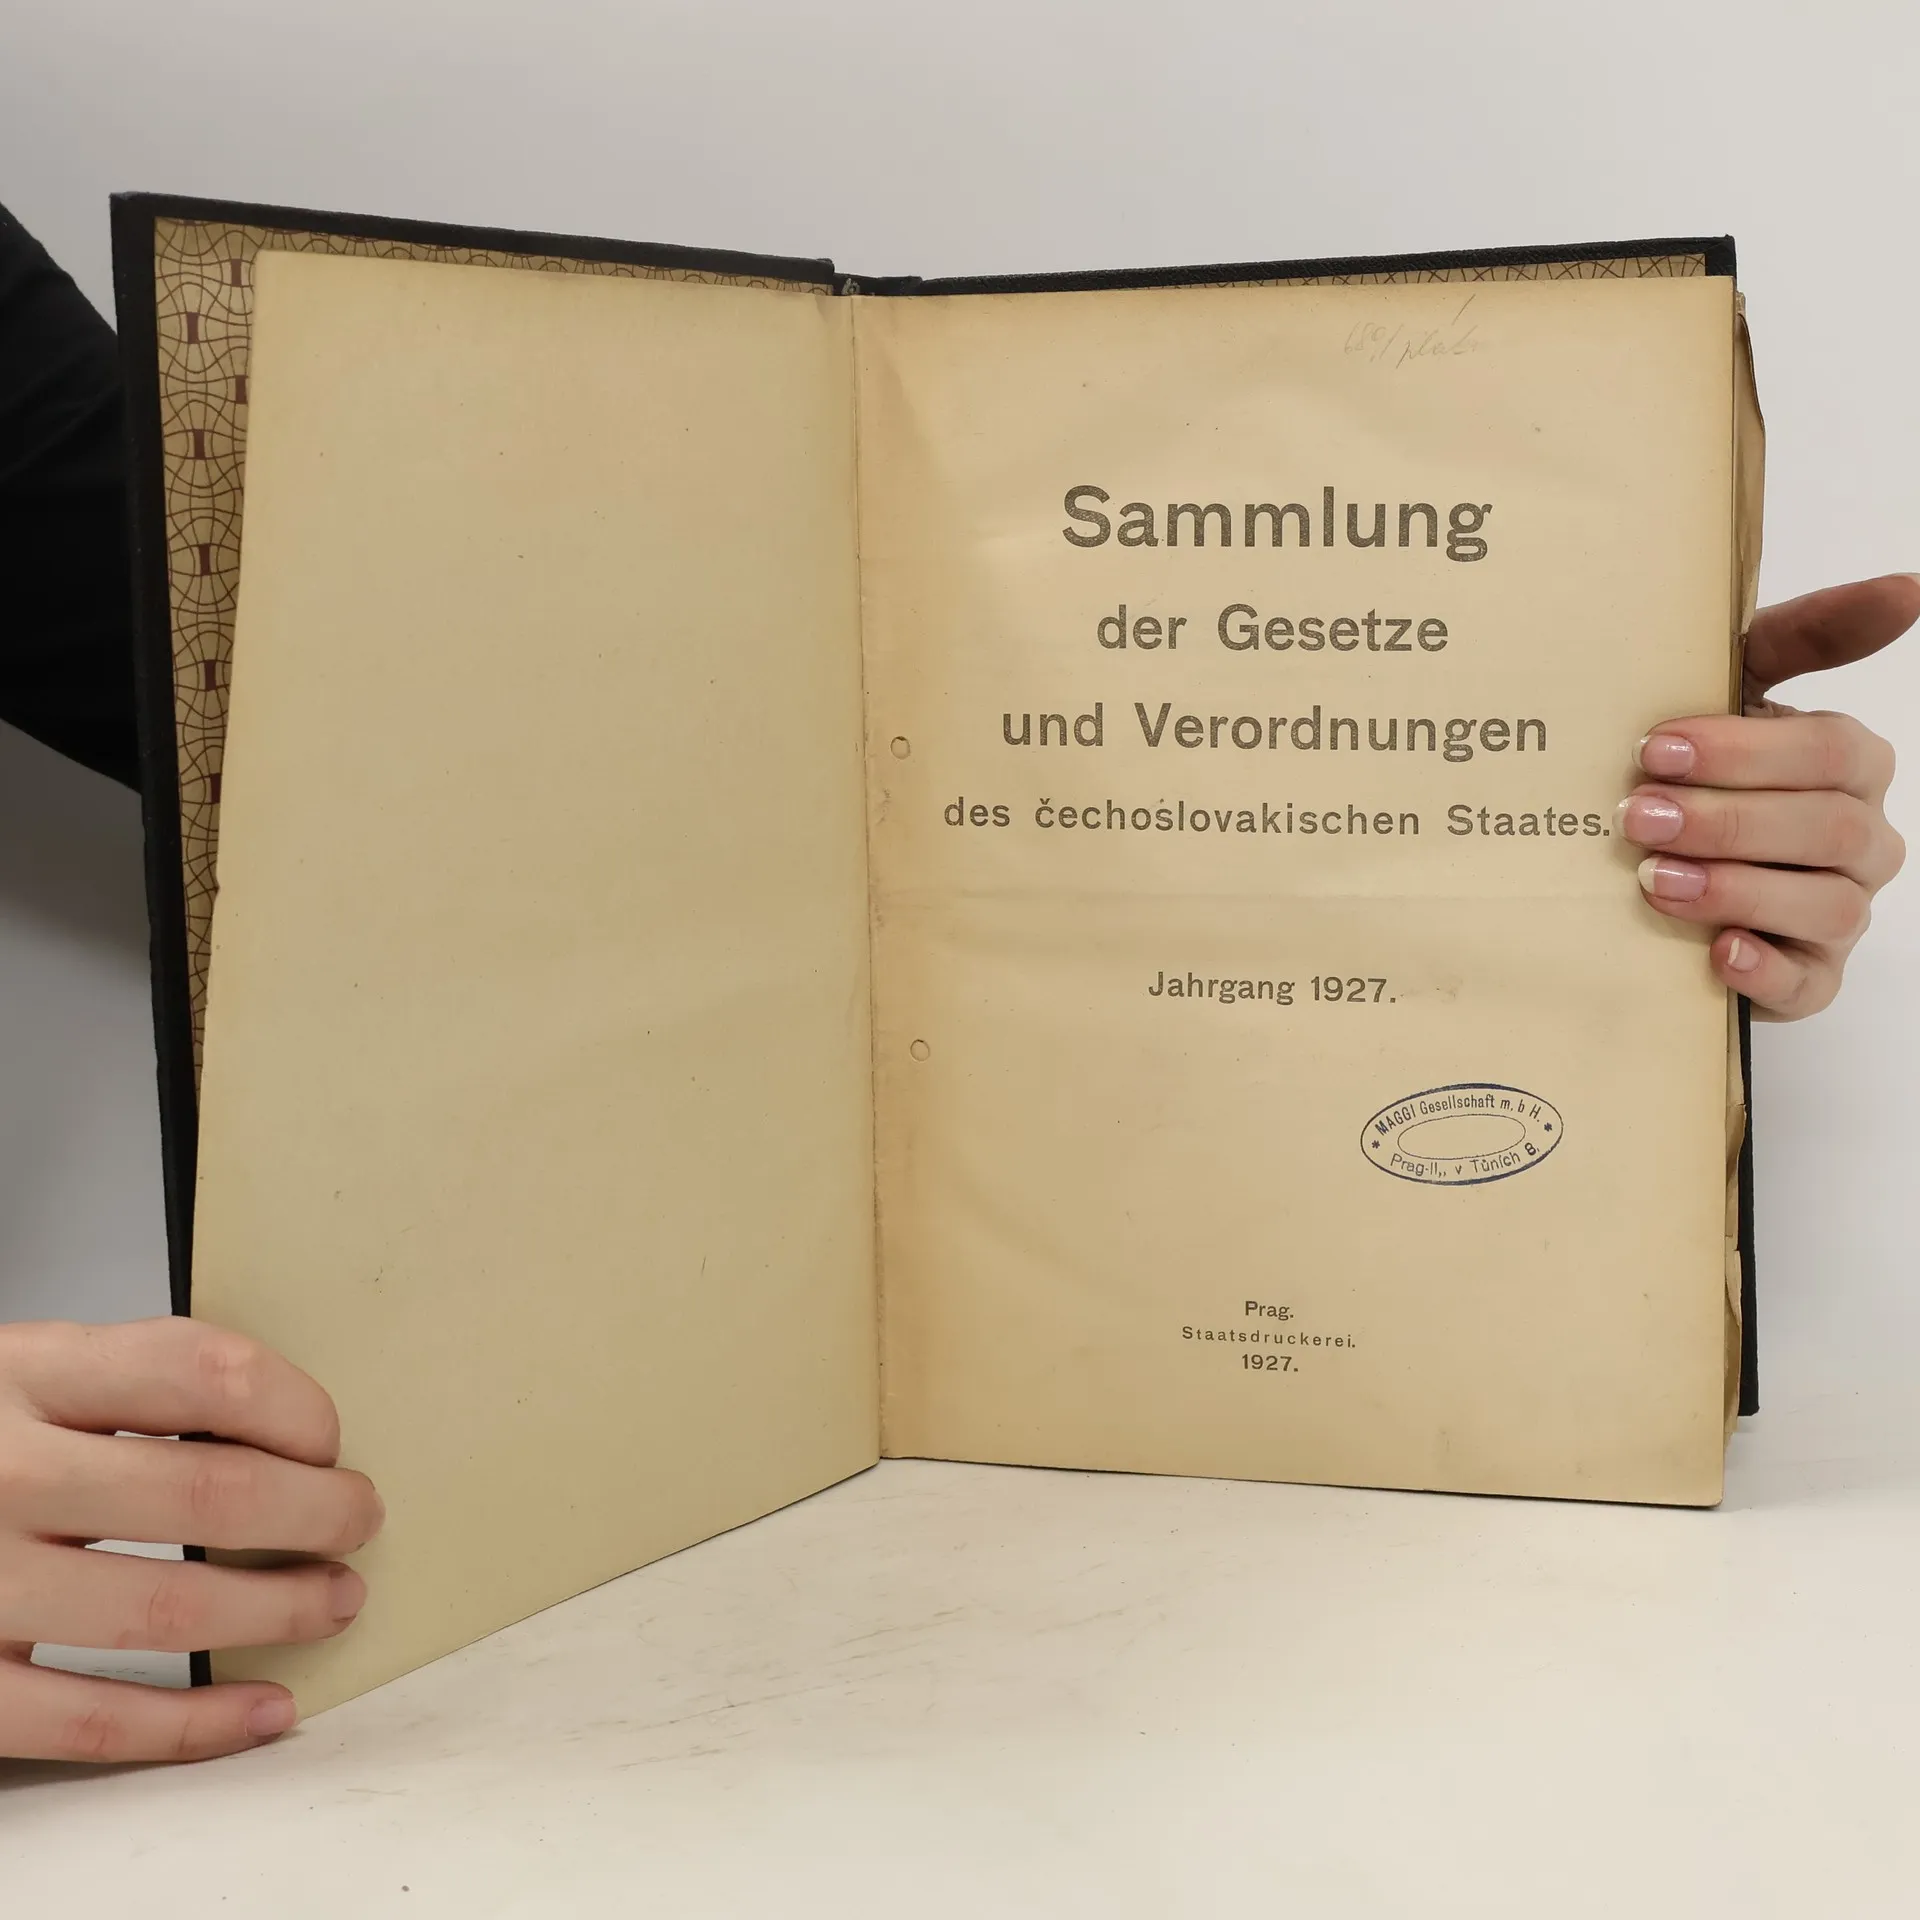 Sammlung
der Gesetze
und Verordnungen
des čechoslovakischen Staates.
Jahrgang 1927.
* MAGGI Gesellschaft m. b H. *
Prag-II,, v Tůních 8.
Prag.
Staatsdruckerei.
1927.